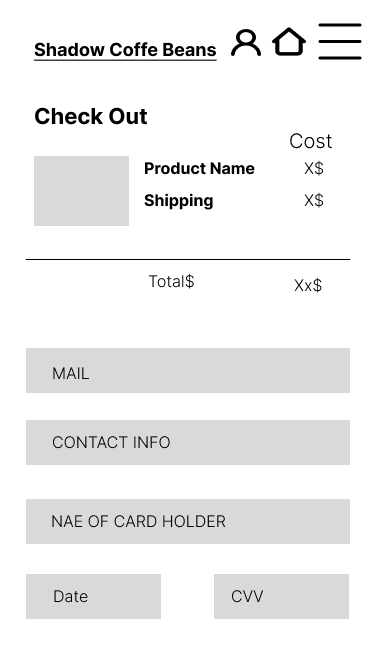 Shadow Coffe Beans
Check Out
Cost
Product Name X$
Shipping X$
Total$ Xx$
MAIL
CONTACT INFO
NAE OF CARD HOLDER
Date CVV